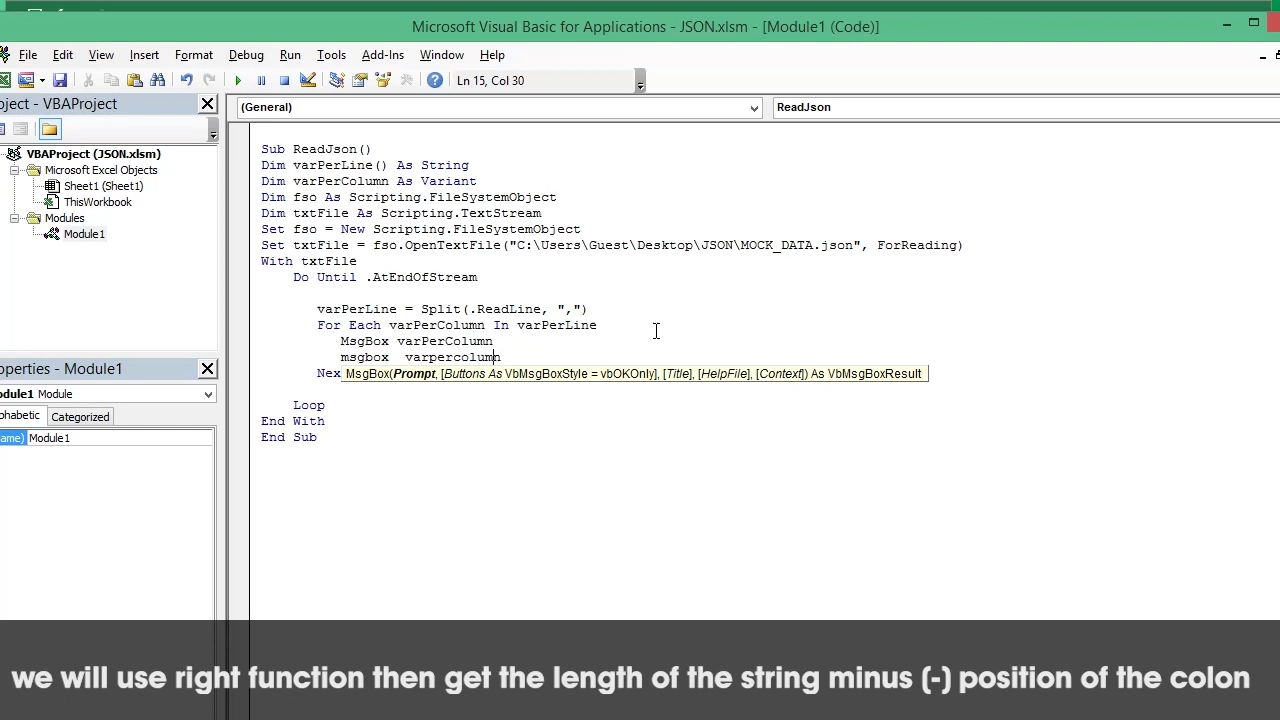 Microsoft Visual Basic for Applications - JSON.xlsm - [Module1 (Code)]
File Edit View Insert Format Debug Run Tools Add-Ins Window Help
Ln 15, Col 30
oject - VBAProject
(General) ReadJson
VBAProject (JSON.xlsm)
Microsoft Excel Objects
Sheet1 (Sheet1)
ThisWorkbook
Modules
Module1
Sub ReadJson()
Dim varPerLine() As String
Dim varPerColumn As Variant
Dim fso As Scripting.FileSystemObject
Dim txtFile As Scripting.TextStream
Set fso = New Scripting.FileSystemObject
Set txtFile = fso.OpenTextFile("C:\Users\Guest\Desktop\JSON\MOCK_DATA.json", ForReading)
With txtFile
Do Until .AtEndOfStream
varPerLine = Split(.ReadLine, ",")
For Each varPerColumn In varPerLine
MsgBox varPerColumn
msgbox  varpercolumn
Nex
MsgBox(Prompt, [Buttons As VbMsgBoxStyle = vbOKOnly], [Title], [HelpFile], [Context]) As VbMsgBoxResult
Loop
End With
End Sub
operties - Module1
odule1 Module
phabetic Categorized
ame) Module1
we will use right function then get the length of the string minus (-) position of the colon